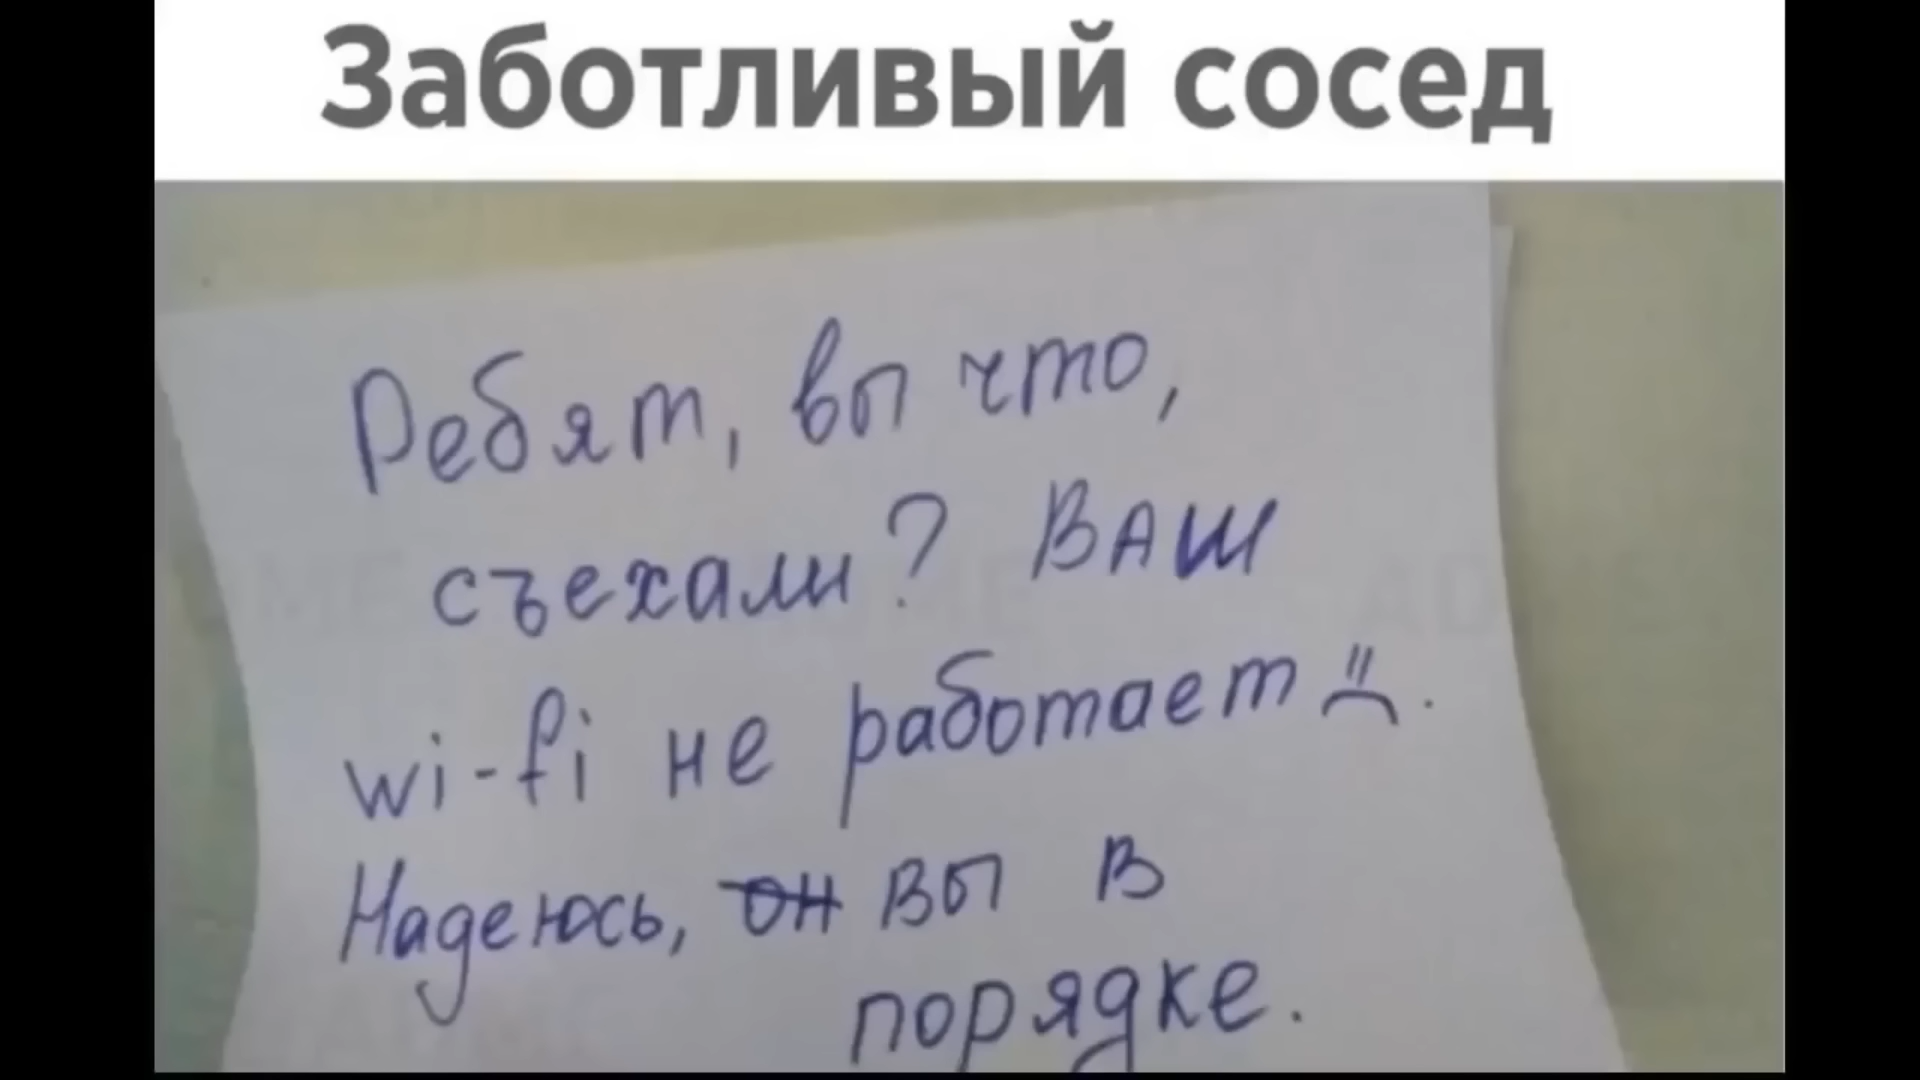 Заботливый сосед
Ребят, вы что,
съехали? ВАШ
wi-fi не работает =(.
Надеюсь, он вы в
порядке.